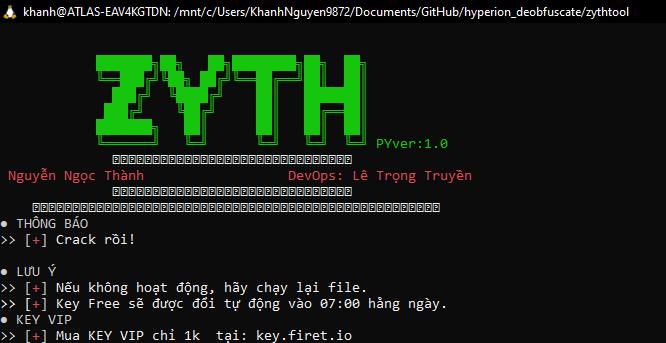 khanh@ATLAS-EAV4KGTDN: /mnt/c/Users/KhanhNguyen9872/Documents/GitHub/hyperion_deobfuscate/zythtool
ZYTH
PYver:1.0
Nguyễn Ngọc Thành DevOps: Lê Trọng Truyền
● THÔNG BÁO
>> [+] Crack rồi!
● LƯU Ý
>> [+] Nếu không hoạt động, hãy chạy lại file.
>> [+] Key Free sẽ được đổi tự động vào 07:00 hằng ngày.
● KEY VIP
>> [+] Mua KEY VIP chỉ 1k tại: key.firet.io